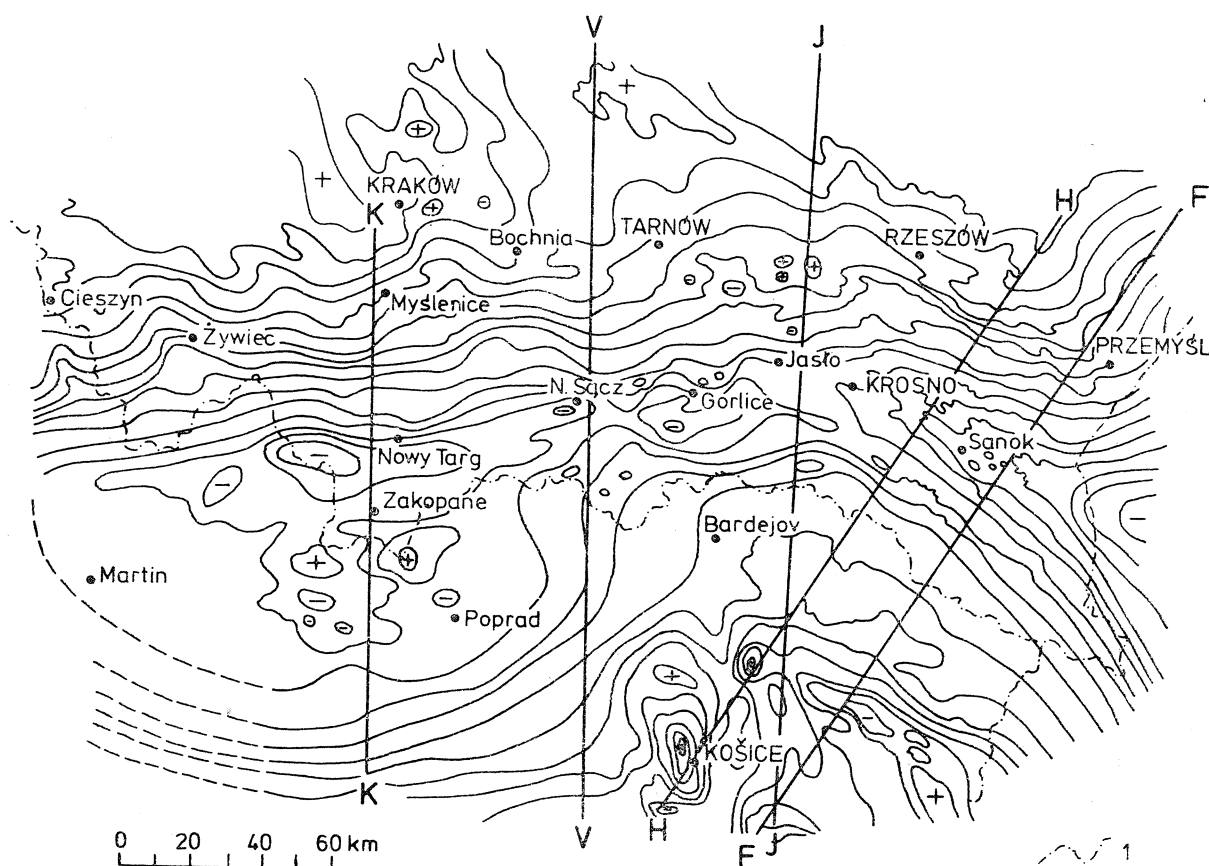 V
J
KRAKÓW
K
H
F
Bochnia
TARNÓW
RZESZÓW
Cieszyn
Myślenice
Żywiec
Jasło
PRZEMYŚL
N. Sącz
Gorlice
KROSNO
Nowy Targ
Sanok
Zakopane
Bardejov
Martin
Poprad
KOŠICE
K
V
H
F
J
0 20 40 60 km
1